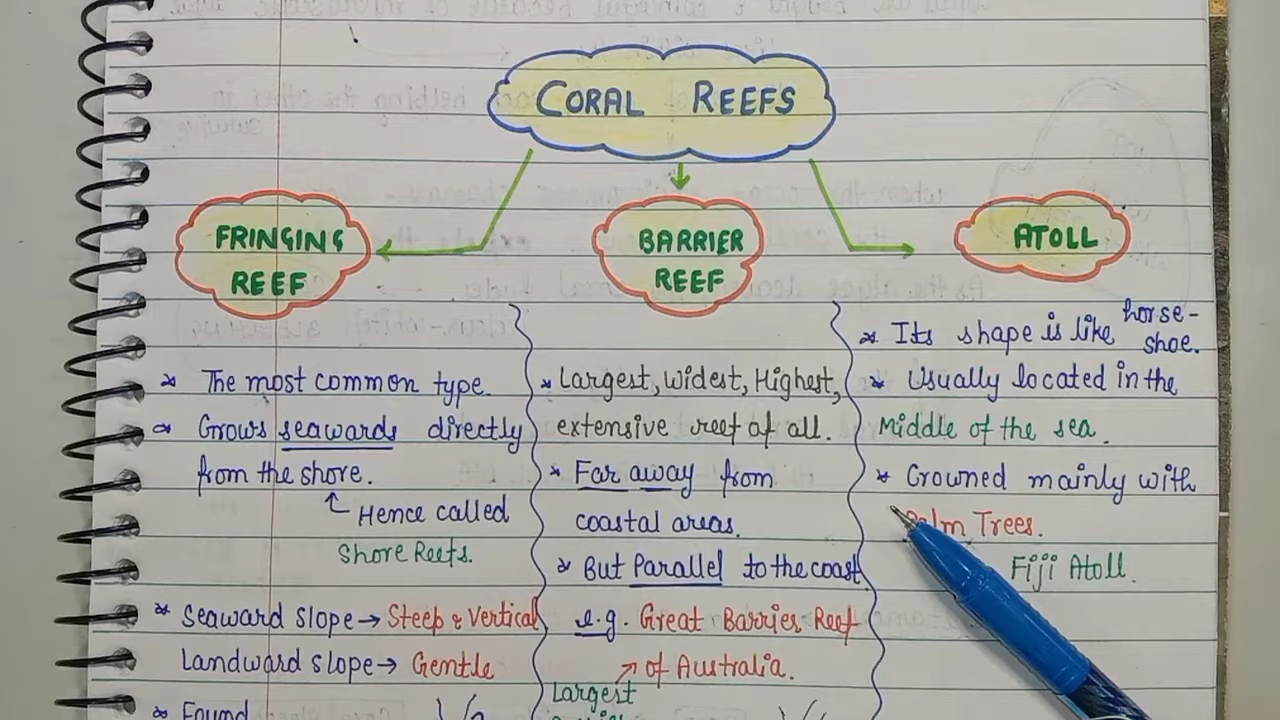 CORAL REEFS
FRINGING
REEF
* The most common type.
* Grows seawards directly
from the shore.
Hence called
Shore Reefs.
* Seaward slope → Steep & Vertical
Landward slope → Gentle
* Found
BARRIER
REEF
* Largest, Widest, Highest,
extensive reef of all.
* Far away from
coastal areas.
* But Parallel to the coast
e.g. Great Barrier Reef
of Australia.
Largest
ATOLL
* Its shape is like horse-
shoe.
* Usually located in the
Middle of the sea.
* Crowned mainly with
Palm Trees.
Fiji Atoll.